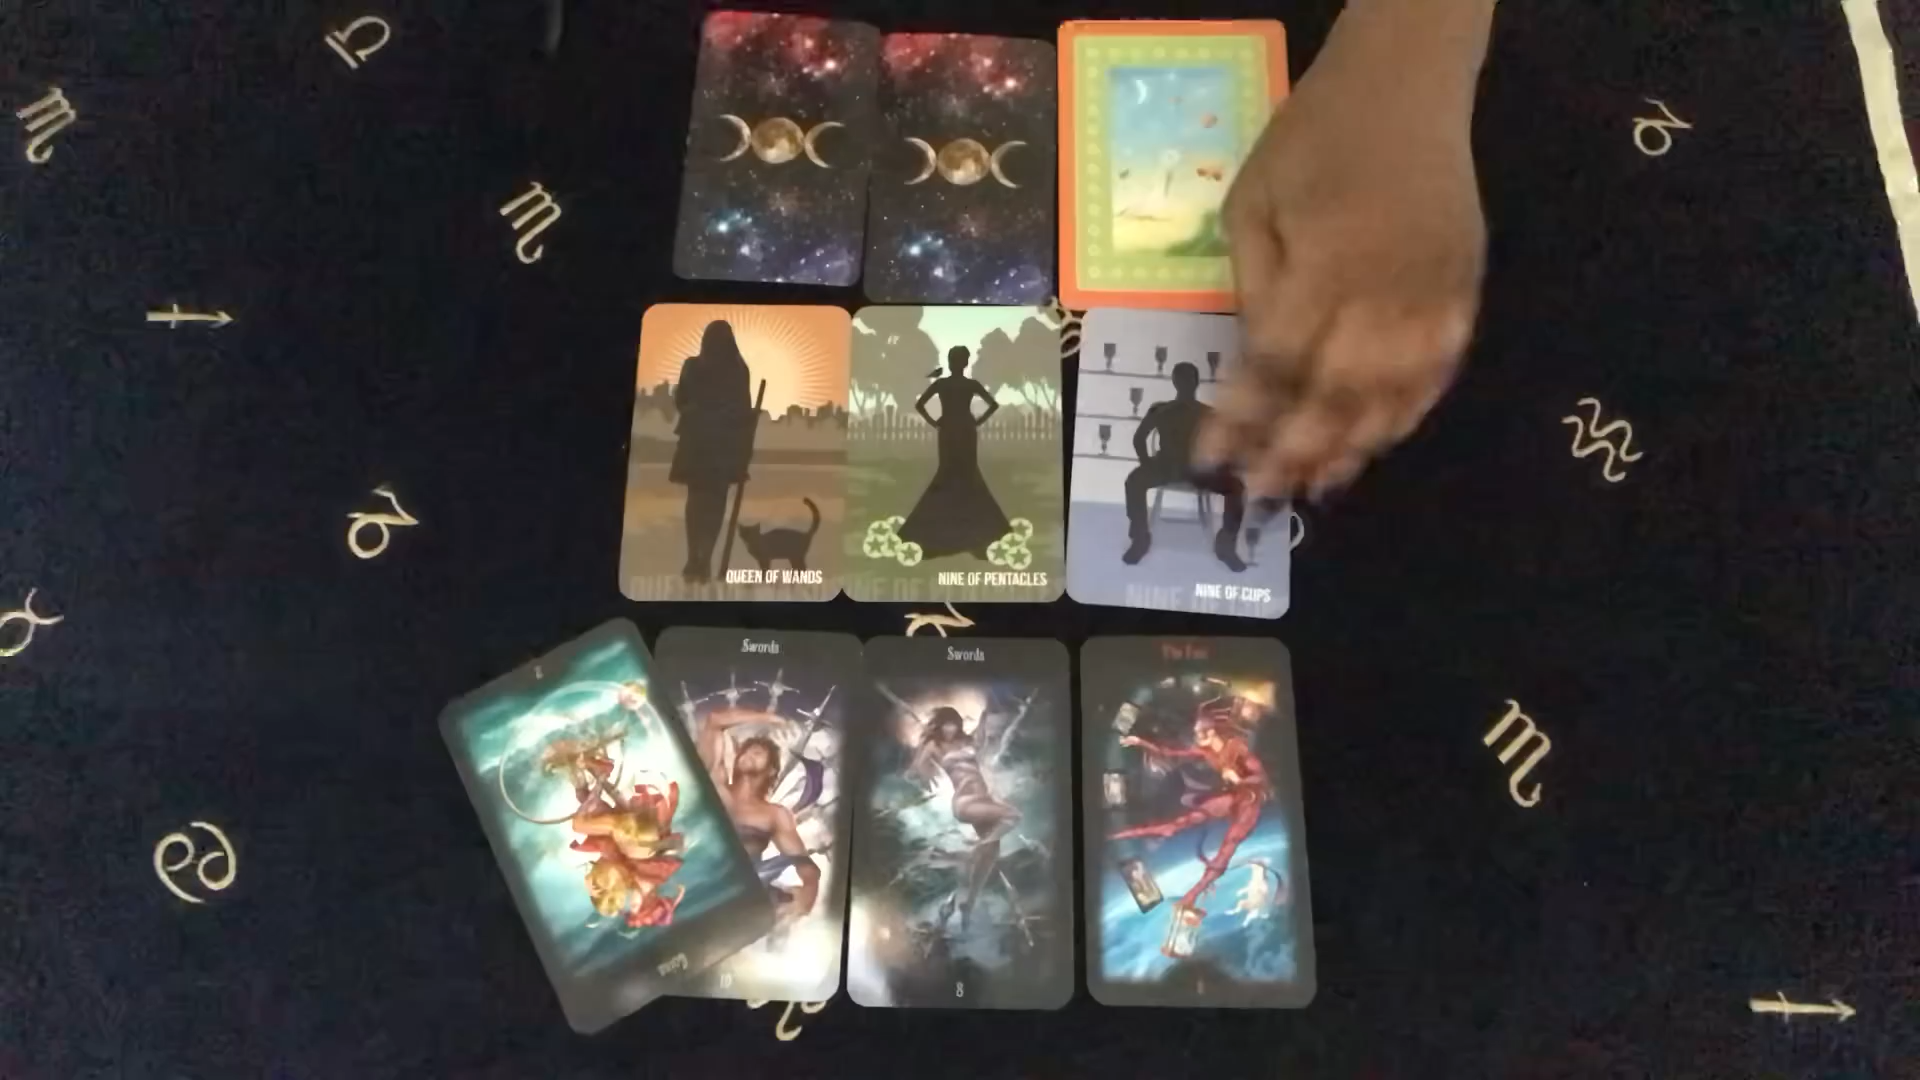 QUEEN OF WANDS
NINE OF PENTACLES
NINE OF CUPS
Swords
Swords
The Fool
10
8